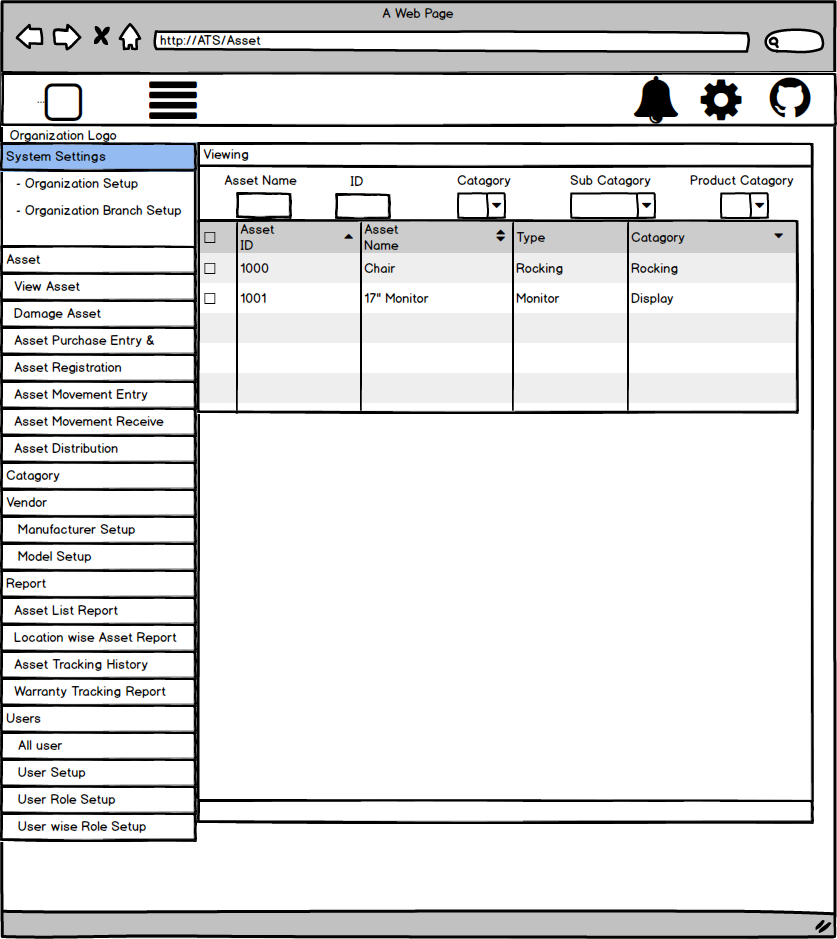 A Web Page
http://ATS/Asset
Organization Logo
System Settings
- Organization Setup
- Organization Branch Setup
Asset
View Asset
Damage Asset
Asset Purchase Entry &
Asset Registration
Asset Movement Entry
Asset Movement Receive
Asset Distribution
Catagory
Vendor
Manufacturer Setup
Model Setup
Report
Asset List Report
Location wise Asset Report
Asset Tracking History
Warranty Tracking Report
Users
All user
User Setup
User Role Setup
User wise Role Setup
Viewing
Asset Name ID Catagory Sub Catagory Product Catagory
Asset ID Asset Name Type Catagory
1000 Chair Rocking Rocking
1001 17" Monitor Monitor Display